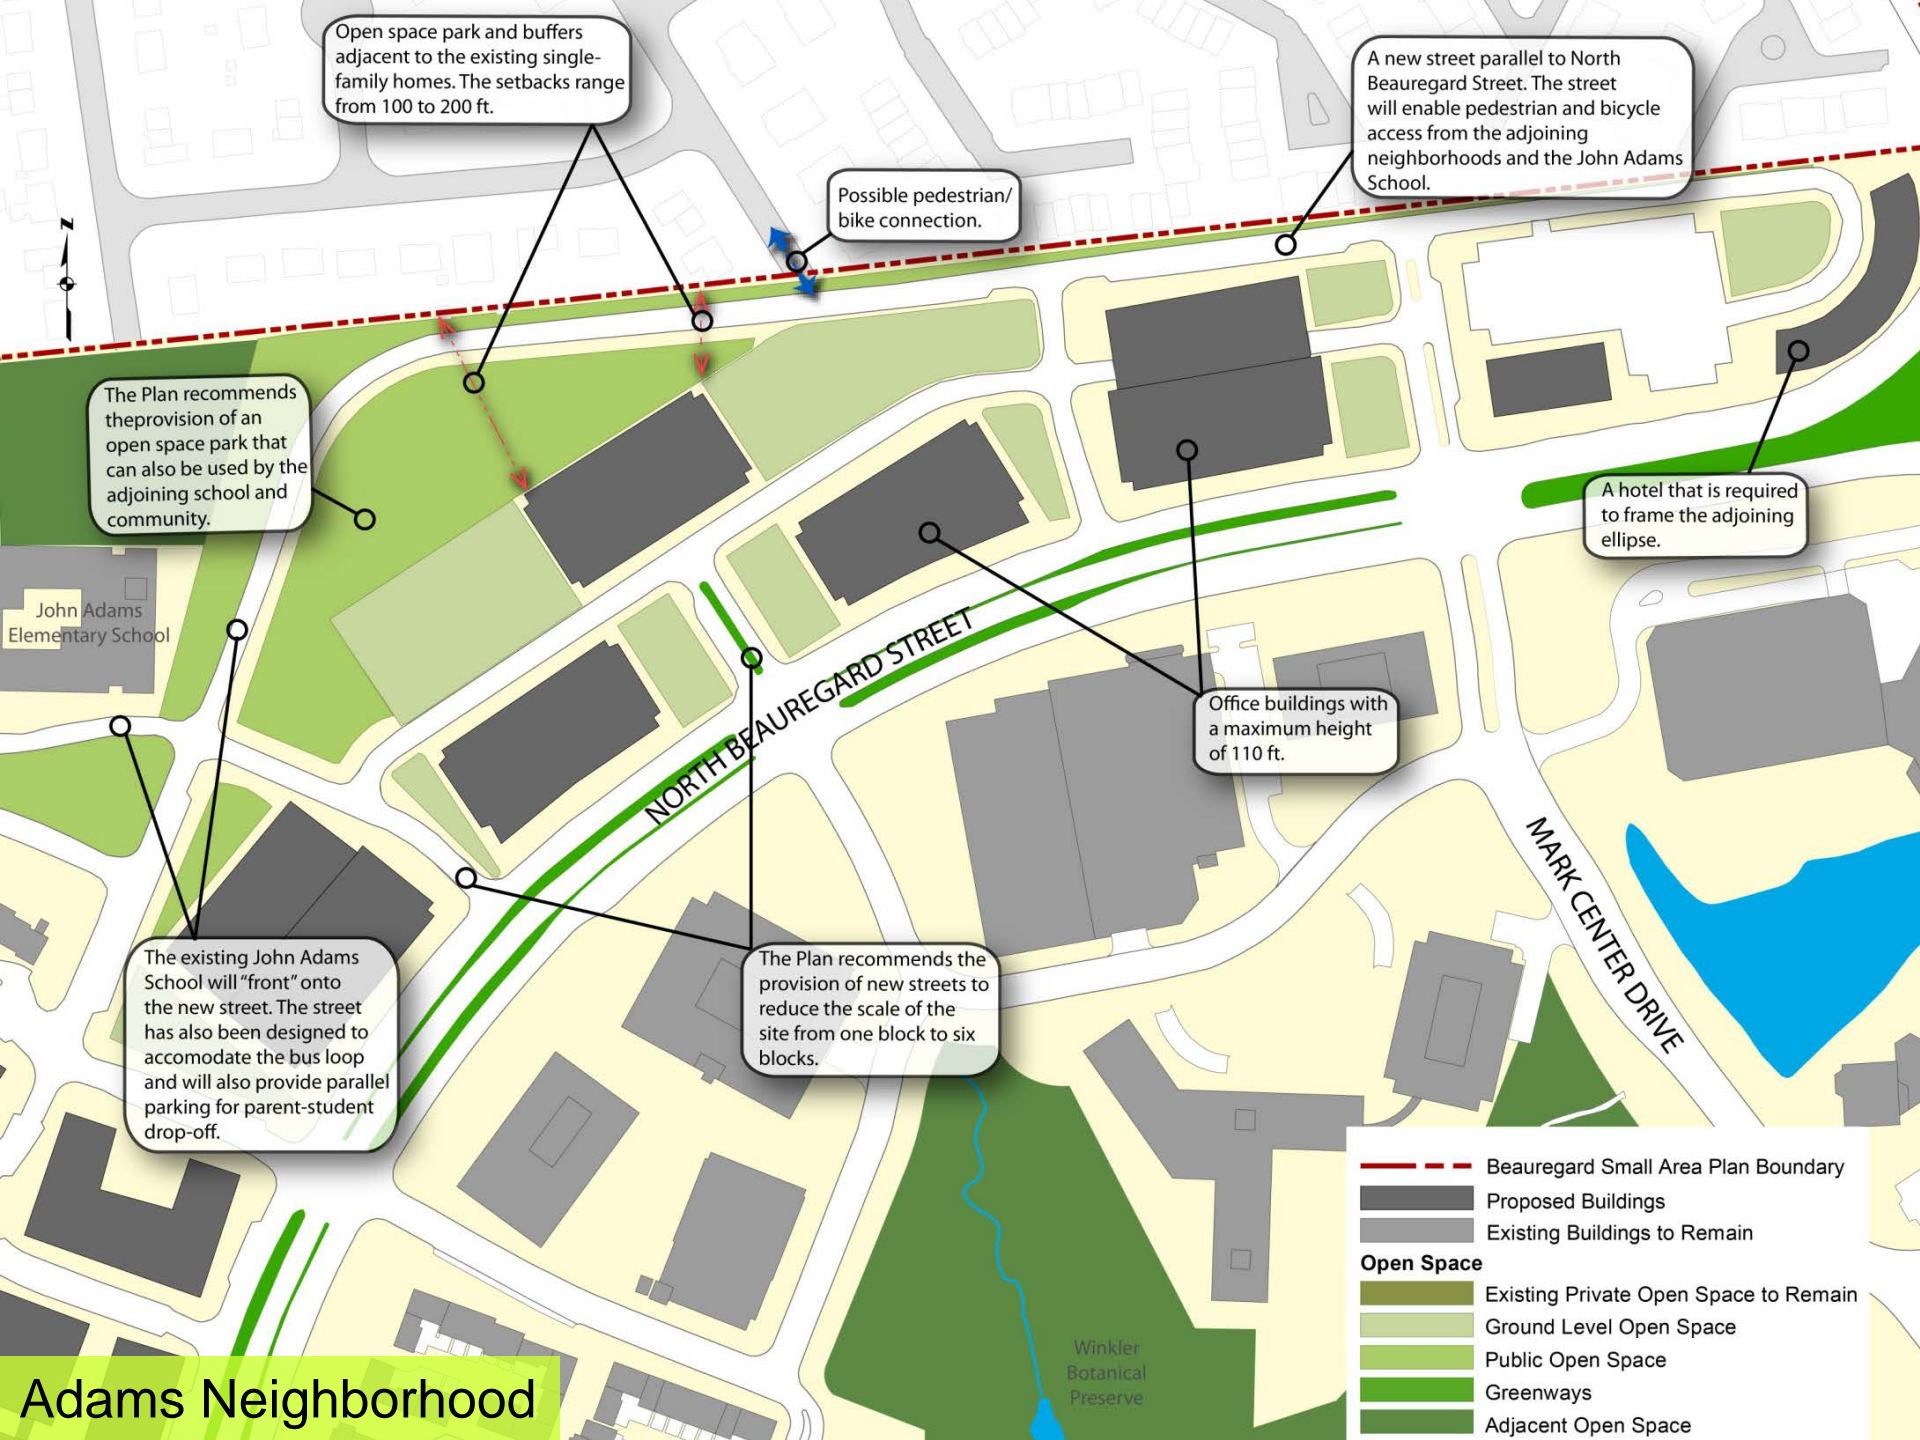 Open space park and buffers
adjacent to the existing single-
family homes. The setbacks range
from 100 to 200 ft.
A new street parallel to North
Beauregard Street. The street
will enable pedestrian and bicycle
access from the adjoining
neighborhoods and the John Adams
School.
Possible pedestrian/
bike connection.
Z
The Plan recommends
theprovision of an
open space park that
can also be used by the
adjoining school and
community.
A hotel that is required
to frame the adjoining
ellipse.
John Adams
Elementary School
NORTH BEAUREGARD STREET
Office buildings with
a maximum height
of 110 ft.
MARK CENTER DRIVE
The existing John Adams
School will "front" onto
the new street. The street
has also been designed to
accomodate the bus loop
and will also provide parallel
parking for parent-student
drop-off.
The Plan recommends the
provision of new streets to
reduce the scale of the
site from one block to six
blocks.
Winkler
Botanical
Preserve
Beauregard Small Area Plan Boundary
Proposed Buildings
Existing Buildings to Remain
Open Space
Existing Private Open Space to Remain
Ground Level Open Space
Public Open Space
Greenways
Adjacent Open Space
Adams Neighborhood